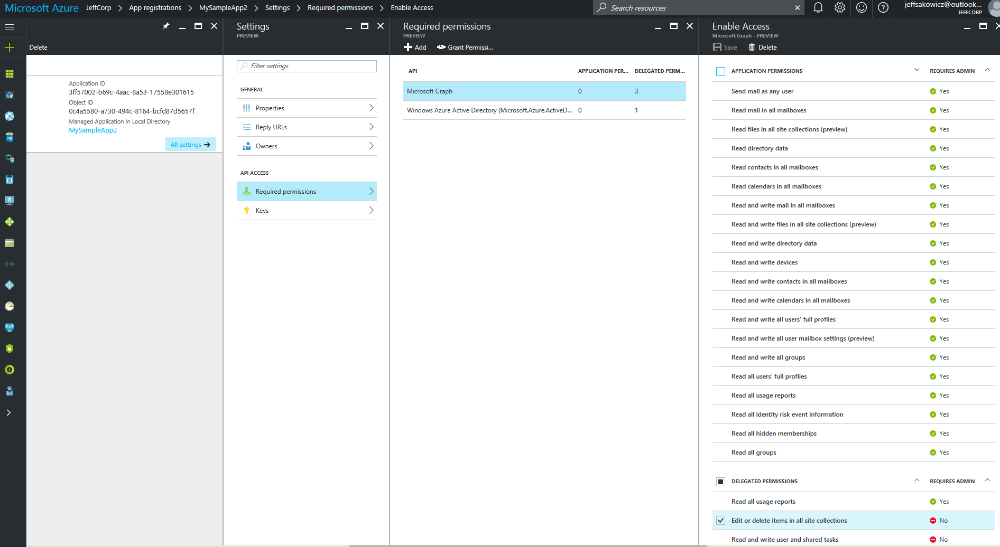 Microsoft Azure JeffCorp > App registrations > MySampleApp2 > Settings > Required permissions > Enable Access
Search resources
jeffsakowicz@outlook...
JEFFCORP
Delete
Application ID
3ff57002-b69c-4aac-8a53-17558e301615
Object ID
0c4a5580-a730-494c-8164-bcfd87d5657f
Managed Application In Local Directory
MySampleApp2
All settings →
Settings
PREVIEW
Filter settings
GENERAL
Properties
Reply URLs
Owners
API ACCESS
Required permissions
Keys
Required permissions
PREVIEW
Add Grant Permissi...
API APPLICATION PER... DELEGATED PERM...
Microsoft Graph 0 3
Windows Azure Active Directory (Microsoft.Azure.ActiveD... 0 1
Enable Access
Microsoft Graph - PREVIEW
Save Delete
APPLICATION PERMISSIONS REQUIRES ADMIN
Send mail as any user Yes
Read mail in all mailboxes Yes
Read files in all site collections (preview) Yes
Read directory data Yes
Read contacts in all mailboxes Yes
Read calendars in all mailboxes Yes
Read and write mail in all mailboxes Yes
Read and write files in all site collections (preview) Yes
Read and write directory data Yes
Read and write devices Yes
Read and write contacts in all mailboxes Yes
Read and write calendars in all mailboxes Yes
Read and write all users' full profiles Yes
Read and write all user mailbox settings (preview) Yes
Read and write all groups Yes
Read all users' full profiles Yes
Read all usage reports Yes
Read all identity risk event information Yes
Read all hidden memberships Yes
Read all groups Yes
DELEGATED PERMISSIONS REQUIRES ADMIN
Read all usage reports Yes
Edit or delete items in all site collections No
Read and write user and shared tasks No